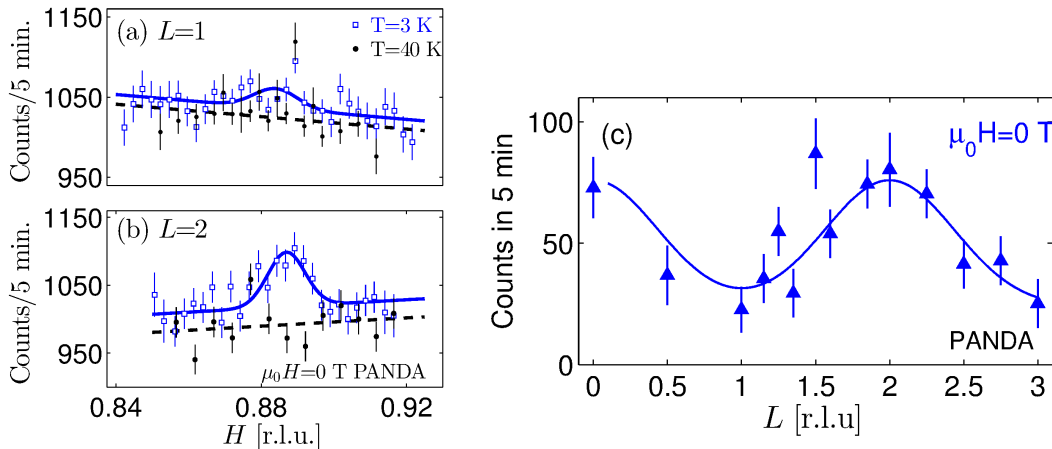 1150
(a) L=1
T=3 K
T=40 K
1050
950
Counts/5 min.
1150
(b) L=2
1050
950
Counts/5 min.
μ₀H=0 T PANDA
0.84 0.88 0.92
H [r.l.u.]
100
(c)
μ₀H=0 T
50
Counts in 5 min
PANDA
0
0 0.5 1 1.5 2 2.5 3
L [r.l.u]